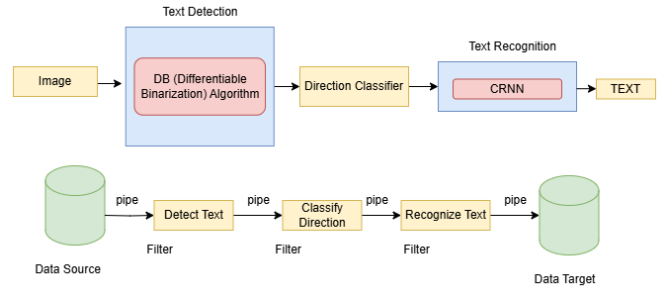 Text Detection
Text Recognition
Image
DB (Differentiable
Binarization) Algorithm
Direction Classifier
CRNN
TEXT
pipe
pipe
pipe
pipe
Detect Text
Classify
Direction
Recognize Text
Filter
Filter
Filter
Data Source
Data Target